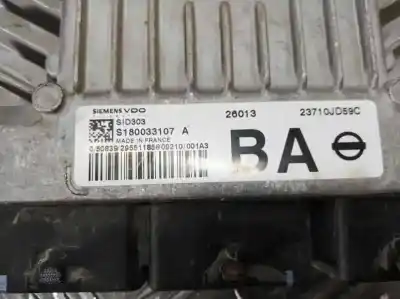 SIEMENS VDO
SID303
S180033107 A
MADE IN FRANCE
26013
23710JD59C
BA